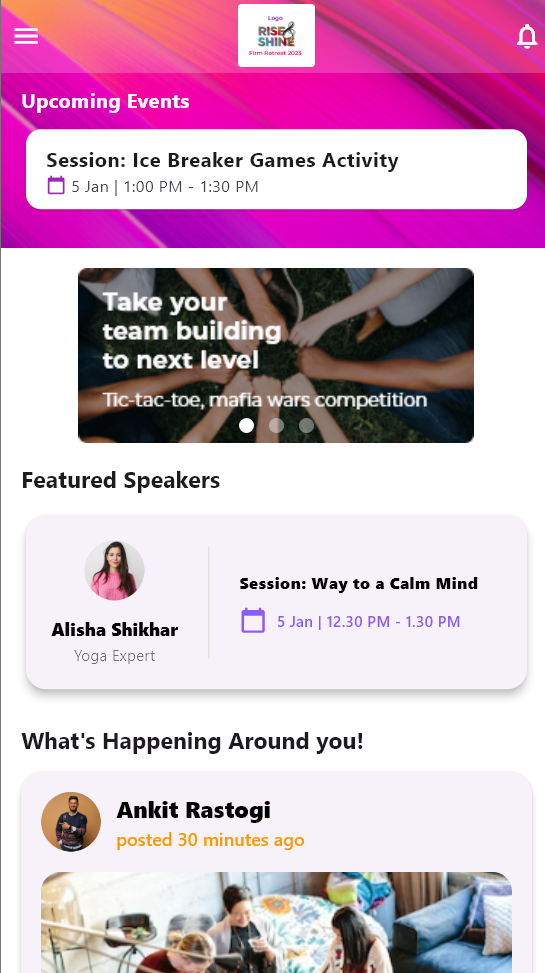 Logo
RISE &
SHINE
Firm Retreat 2023
Upcoming Events
Session: Ice Breaker Games Activity
5 Jan | 1:00 PM - 1:30 PM
Take your
team building
to next level
Tic-tac-toe, mafia wars competition
Featured Speakers
Alisha Shikhar
Yoga Expert
Session: Way to a Calm Mind
5 Jan | 12.30 PM - 1.30 PM
What's Happening Around you!
Ankit Rastogi
posted 30 minutes ago